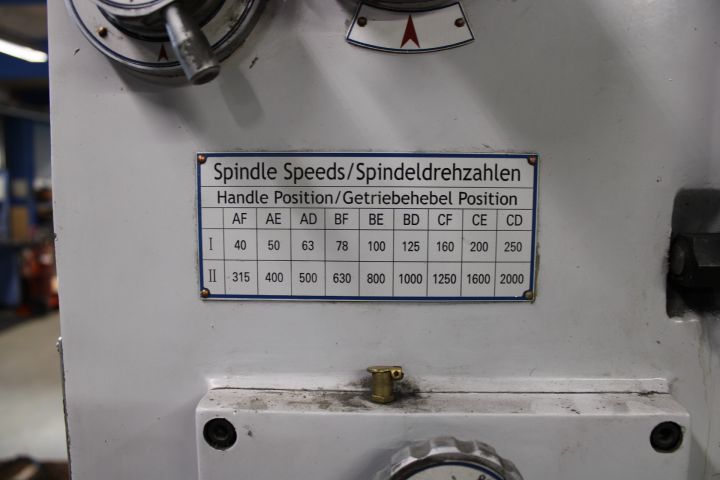 Spindle Speeds/Spindeldrehzahlen
Handle Position/Getriebehebel Position
AF AE AD BF BE BD CF CE CD
I 40 50 63 78 100 125 160 200 250
II 315 400 500 630 800 1000 1250 1600 2000